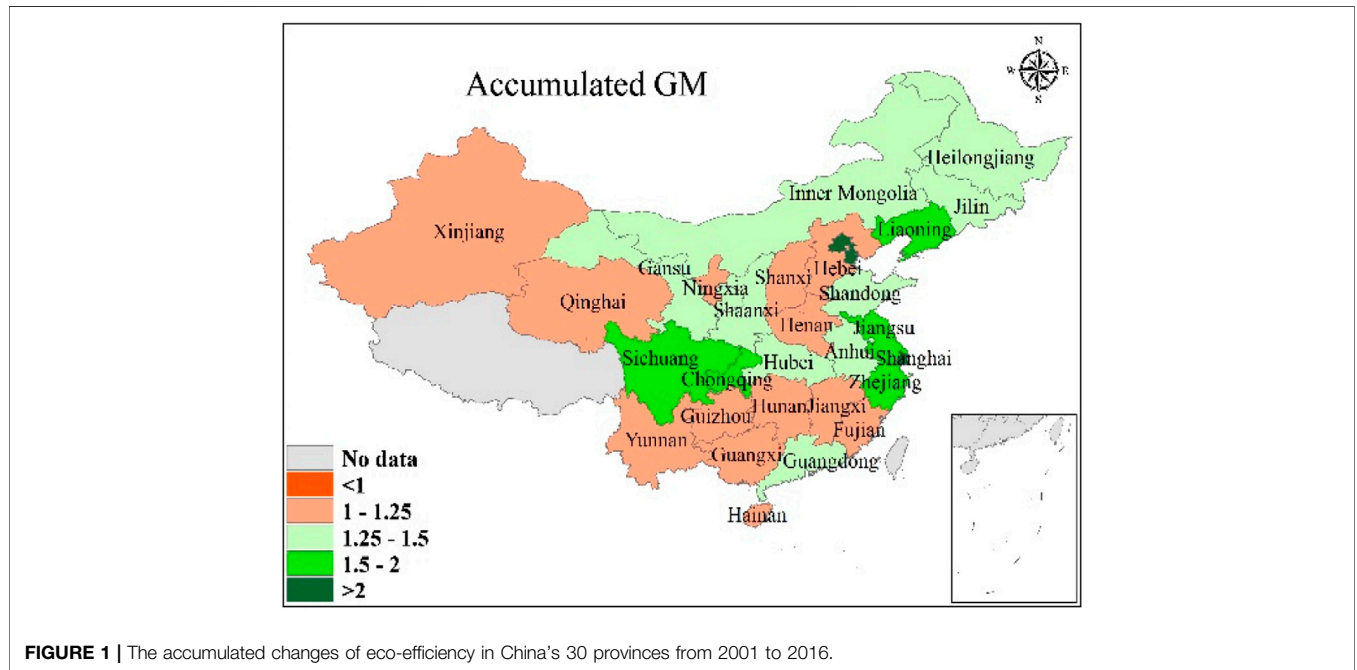 Accumulated GM
N
W E
S
Heilongjiang
Inner Mongolia
Jilin
Liaoning
Xinjiang
Hebei
Gansu
Shanxi
Ningxia
Shandong
Qinghai
Shaanxi
Henan
Jiangsu
Sichuang
Hubei
Anhui
Shanghai
Chongqing
Zhejiang
Hunan
Jiangxi
Guizhou
Fujian
Yunnan
Guangxi
Guangdong
Hainan
No data
<1
1 - 1.25
1.25 - 1.5
1.5 - 2
>2
FIGURE 1 | The accumulated changes of eco-efficiency in China's 30 provinces from 2001 to 2016.